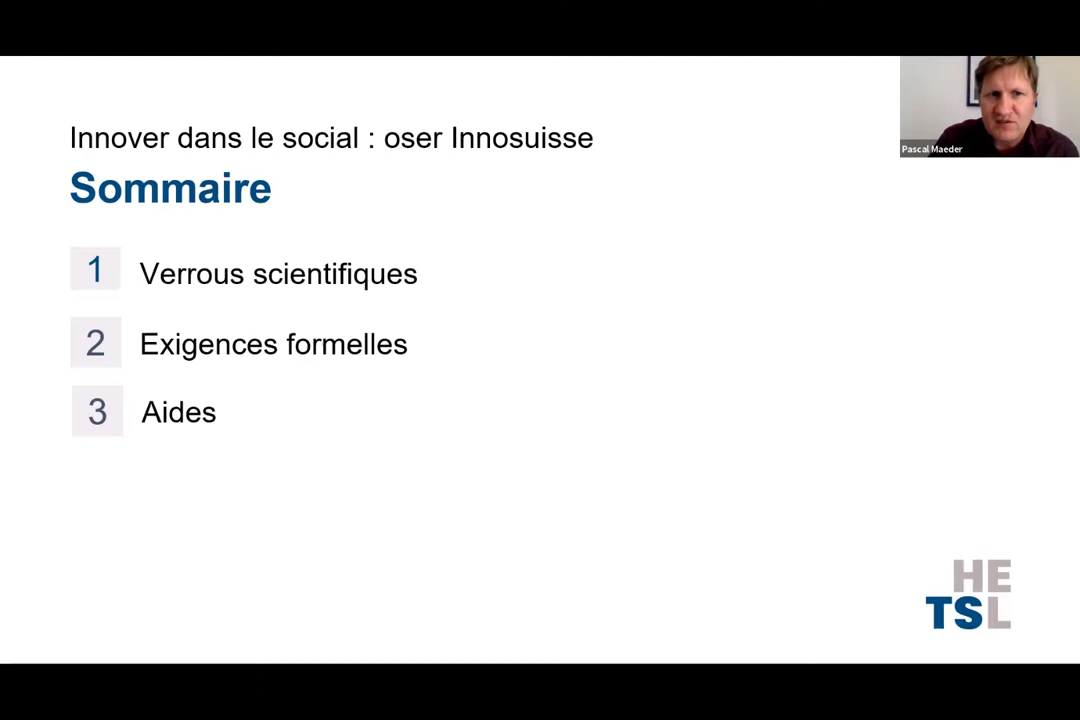 Innover dans le social : oser Innosuisse
Sommaire
1 Verrous scientifiques
2 Exigences formelles
3 Aides
Pascal Maeder
HE
TSL